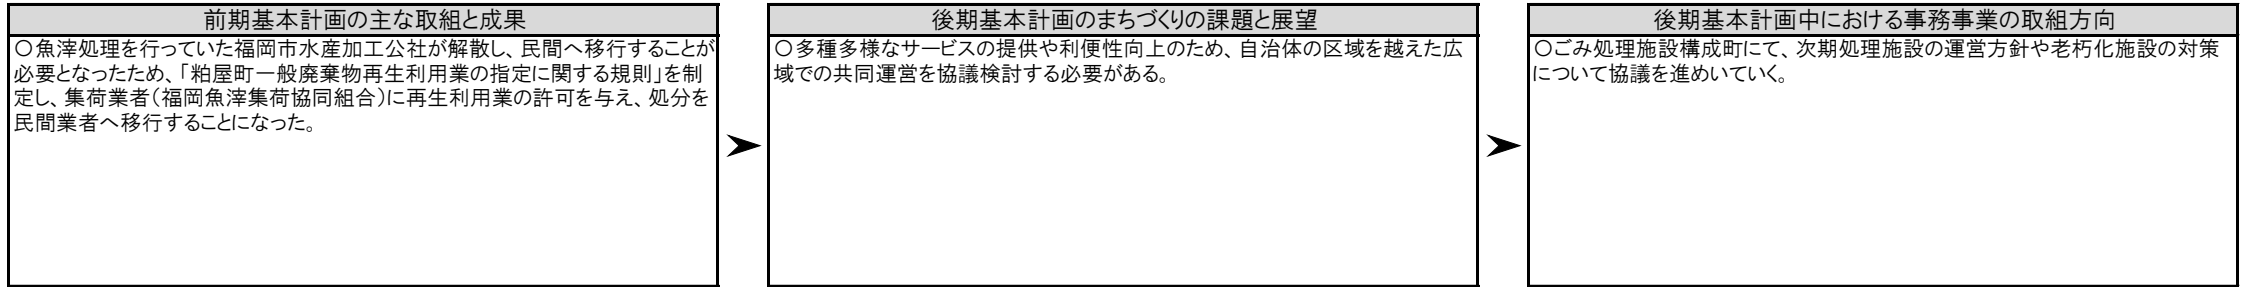 前期基本計画の主な取組と成果
〇魚滓処理を行っていた福岡市水産加工公社が解散し、民間へ移行することが
必要となったため、「粕屋町一般廃棄物再生利用業の指定に関する規則」を制
定し、集荷業者(福岡魚滓集荷協同組合)に再生利用業の許可を与え、処分を
民間業者へ移行することになった。
後期基本計画のまちづくりの課題と展望
〇多種多様なサービスの提供や利便性向上のため、自治体の区域を越えた広
域での共同運営を協議検討する必要がある。
後期基本計画中における事務事業の取組方向
〇ごみ処理施設構成町にて、次期処理施設の運営方針や老朽化施設の対策
について協議を進めいていく。